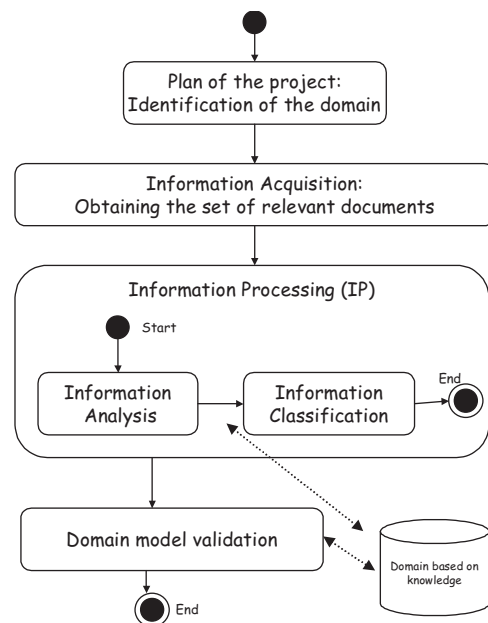 Plan of the project:
Identification of the domain
Information Acquisition:
Obtaining the set of relevant documents
Information Processing (IP)
Start
Information
Analysis
Information
Classification
End
Domain model validation
Domain based on
knowledge
End